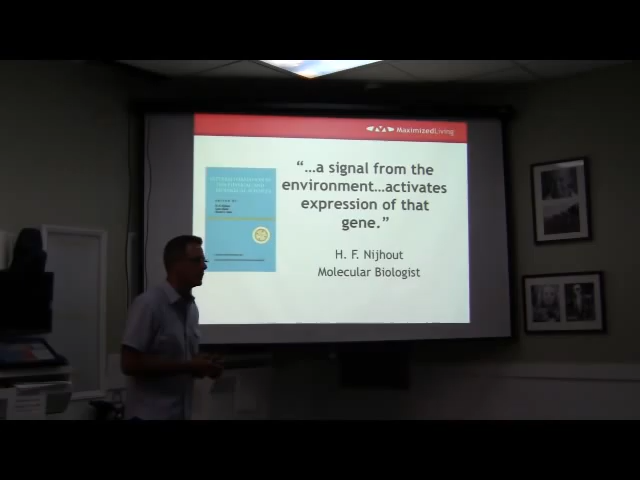 MaximizedLiving
"...a signal from the
environment...activates
expression of that
gene."
H. F. Nijhout
Molecular Biologist